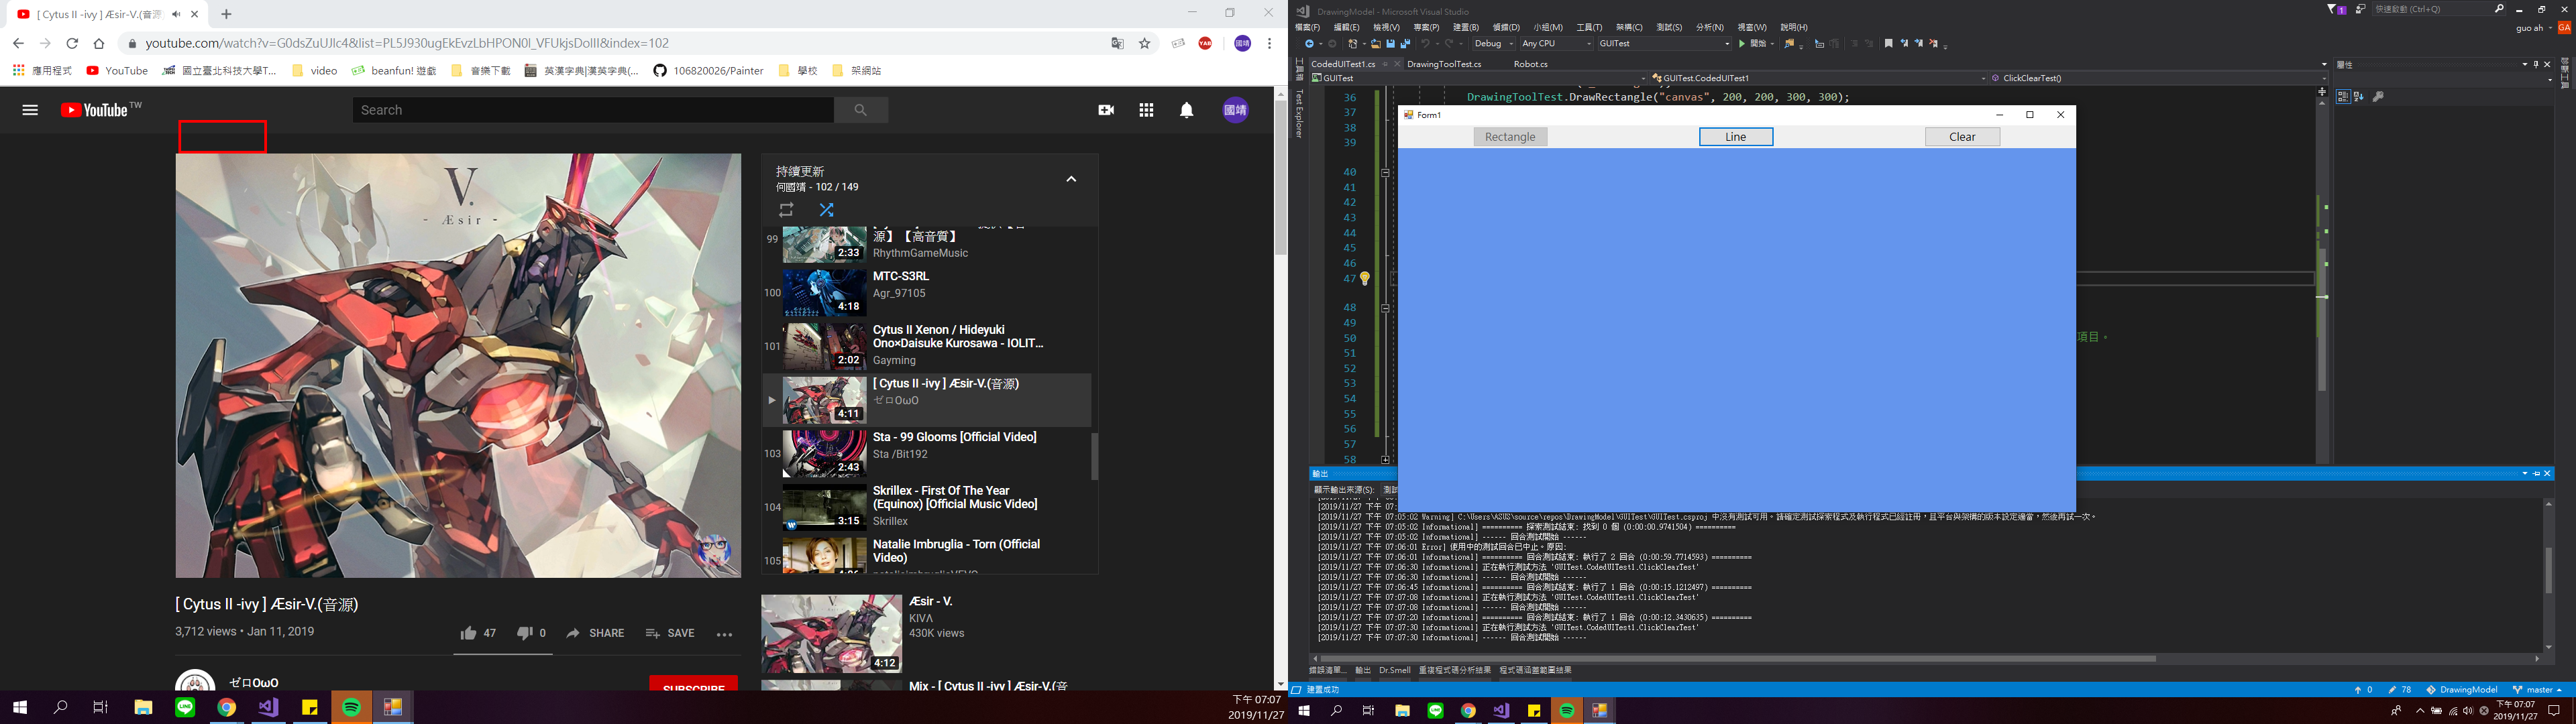 [ Cytus II -ivy ] Æsir-V.(音源)
youtube.com/watch?v=G0dsZuUJlc4&list=PL5J930ugEkEvzLbHPON0l_VFUkjsDolll&index=102
應用程式 YouTube 國立臺北科技大學T... video beanfun! 遊戲 音樂下載 英漢字典|漢英字典(... 106820026/Painter 學校 架網站
YouTube TW
Search
國靖
V.
- Æsir -
持續更新
何國靖 - 102 / 149
99
源】【高音質】
RhythmGameMusic
2:33
100
MTC-S3RL
Agr_97105
4:18
101
Cytus II Xenon / Hideyuki
Ono×Daisuke Kurosawa - IOLIT...
Gayming
2:02
[ Cytus II -ivy ] Æsir-V.(音源)
ゼロOωO
4:11
103
Sta - 99 Glooms [Official Video]
Sta /Bit192
2:43
104
Skrillex - First Of The Year
(Equinox) [Official Music Video]
Skrillex
3:15
105
Natalie Imbruglia - Torn (Official
Video)
[ Cytus II -ivy ] Æsir-V.(音源)
3,712 views • Jan 11, 2019
47 0 SHARE SAVE
ゼロOωO
SUBSCRIBE
Æsir - V.
KIVΛ
430K views
4:12
Mix - [ Cytus II -ivy ] Æsir-V.(音
下午 07:07
2019/11/27
DrawingModel - Microsoft Visual Studio
快速啟動 (Ctrl+Q)
檔案(F) 編輯(E) 檢視(V) 專案(P) 建置(B) 偵錯(D) 小組(M) 工具(T) 架構(C) 測試(S) 分析(N) 視窗(W) 說明(H)
guo ah GA
Debug Any CPU GUITest 開始
CodedUITest1.cs DrawingToolTest.cs Robot.cs
GUITest GUITest.CodedUITest1 ClickClearTest()
屬性
Test Explorer
36
DrawingToolTest.DrawRectangle("canvas", 200, 200, 300, 300);
37
38
39
40
41
42
43
44
45
46
47
48
49
50
項目。
51
52
53
54
55
56
57
58
Form1
Rectangle Line Clear
輸出
顯示輸出來源(S): 測試
[2019/11/27 下午 07:05:02 Warning] C:\Users\ASUS\source\repos\DrawingModel\GUITest\GUITest.csproj 中沒有測試可用。請確定測試探索程式及執行程式已經註冊，且平台與架構的版本設定適當，然後再試一次。
[2019/11/27 下午 07:05:02 Informational] ========== 探索測試結束: 找到 0 個 (0:00:00.9741504) ==========
[2019/11/27 下午 07:05:02 Informational] ------ 回合測試開始 ------
[2019/11/27 下午 07:06:01 Error] 使用中的測試回合已中止。原因:
[2019/11/27 下午 07:06:01 Informational] ========== 回合測試結束: 執行了 2 回合 (0:00:59.7714593) ==========
[2019/11/27 下午 07:06:30 Informational] 正在執行測試方法 'GUITest.CodedUITest1.ClickClearTest'
[2019/11/27 下午 07:06:30 Informational] ------ 回合測試開始 ------
[2019/11/27 下午 07:06:45 Informational] ========== 回合測試結束: 執行了 1 回合 (0:00:15.1212497) ==========
[2019/11/27 下午 07:07:08 Informational] 正在執行測試方法 'GUITest.CodedUITest1.ClickClearTest'
[2019/11/27 下午 07:07:08 Informational] ------ 回合測試開始 ------
[2019/11/27 下午 07:07:20 Informational] ========== 回合測試結束: 執行了 1 回合 (0:00:12.3430635) ==========
[2019/11/27 下午 07:07:30 Informational] 正在執行測試方法 'GUITest.CodedUITest1.ClickClearTest'
[2019/11/27 下午 07:07:30 Informational] ------ 回合測試開始 ------
錯誤清單... 輸出 Dr.Smell 重複程式碼分析結果 程式碼涵蓋範圍結果
建置成功
0 78 DrawingModel master
下午 07:07
2019/11/27